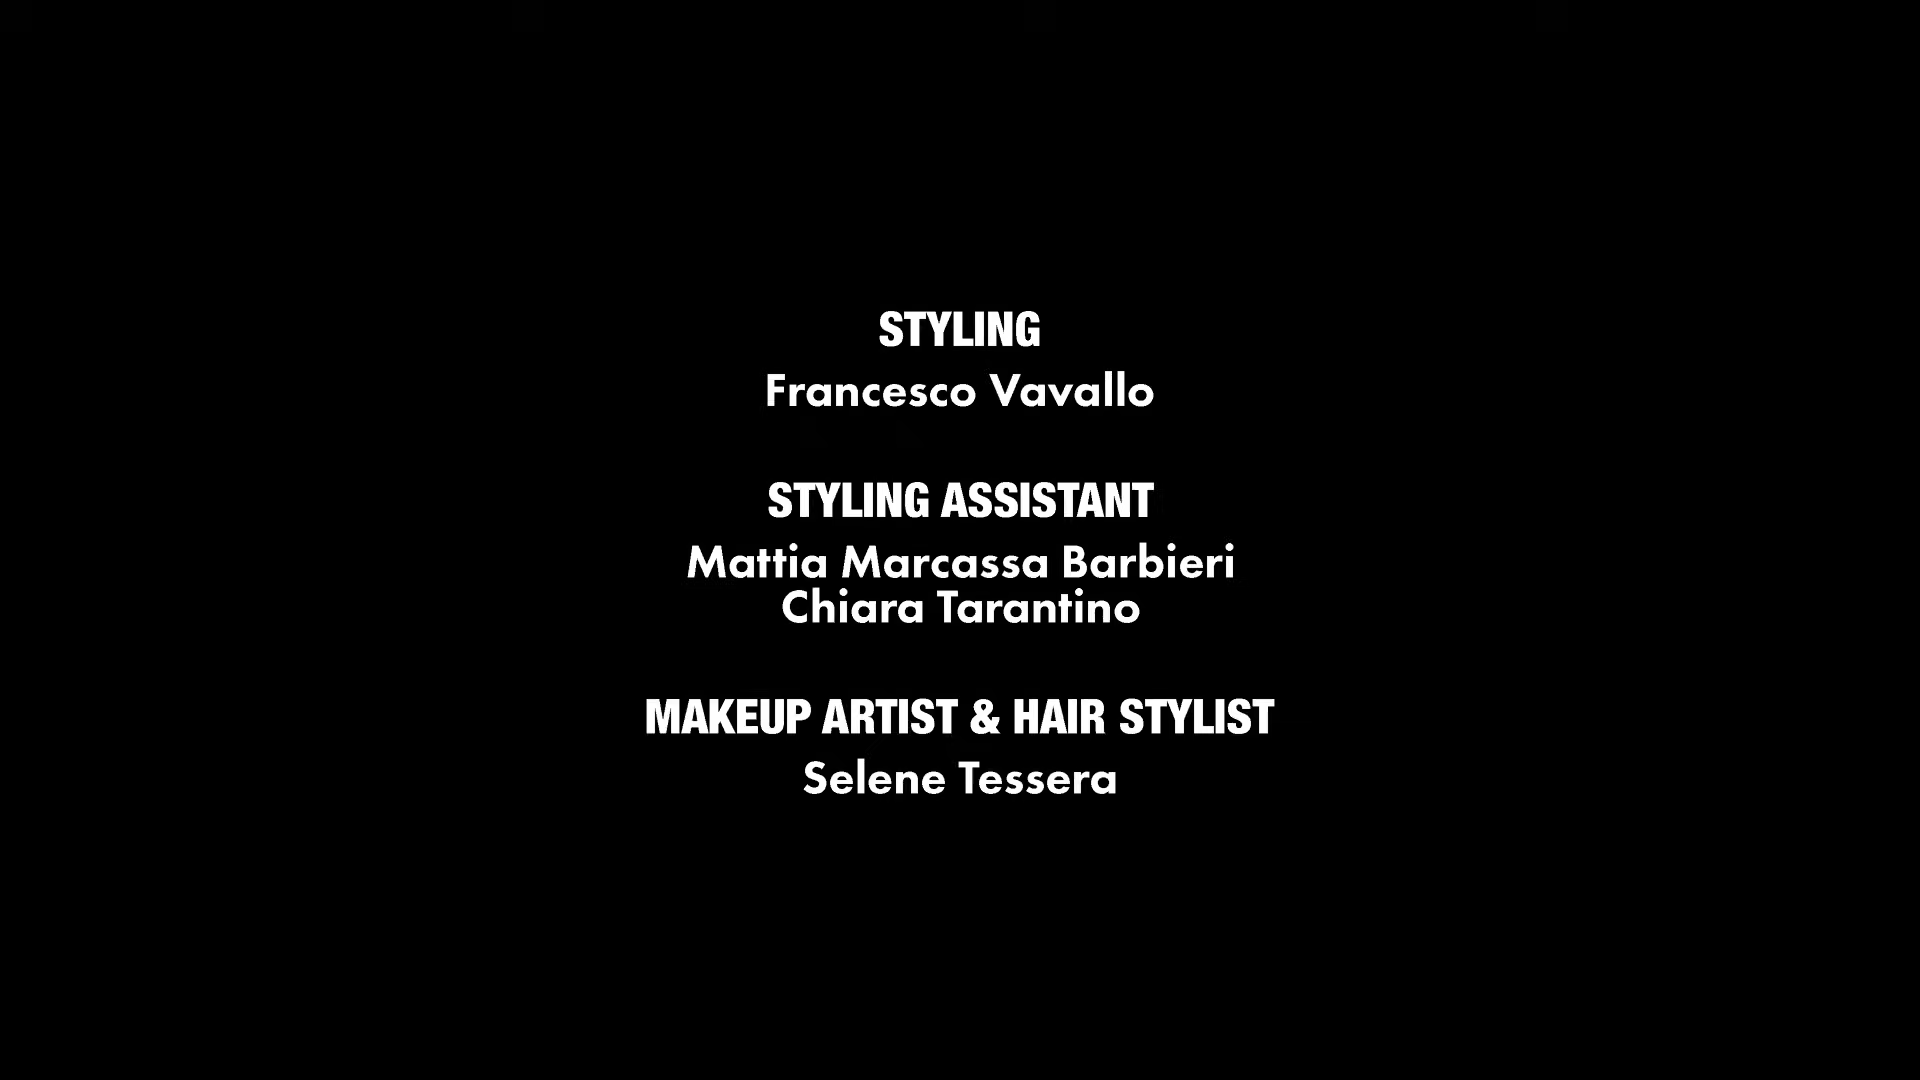 STYLING
Francesco Vavallo
STYLING ASSISTANT
Mattia Marcassa Barbieri
Chiara Tarantino
MAKEUP ARTIST & HAIR STYLIST
Selene Tessera